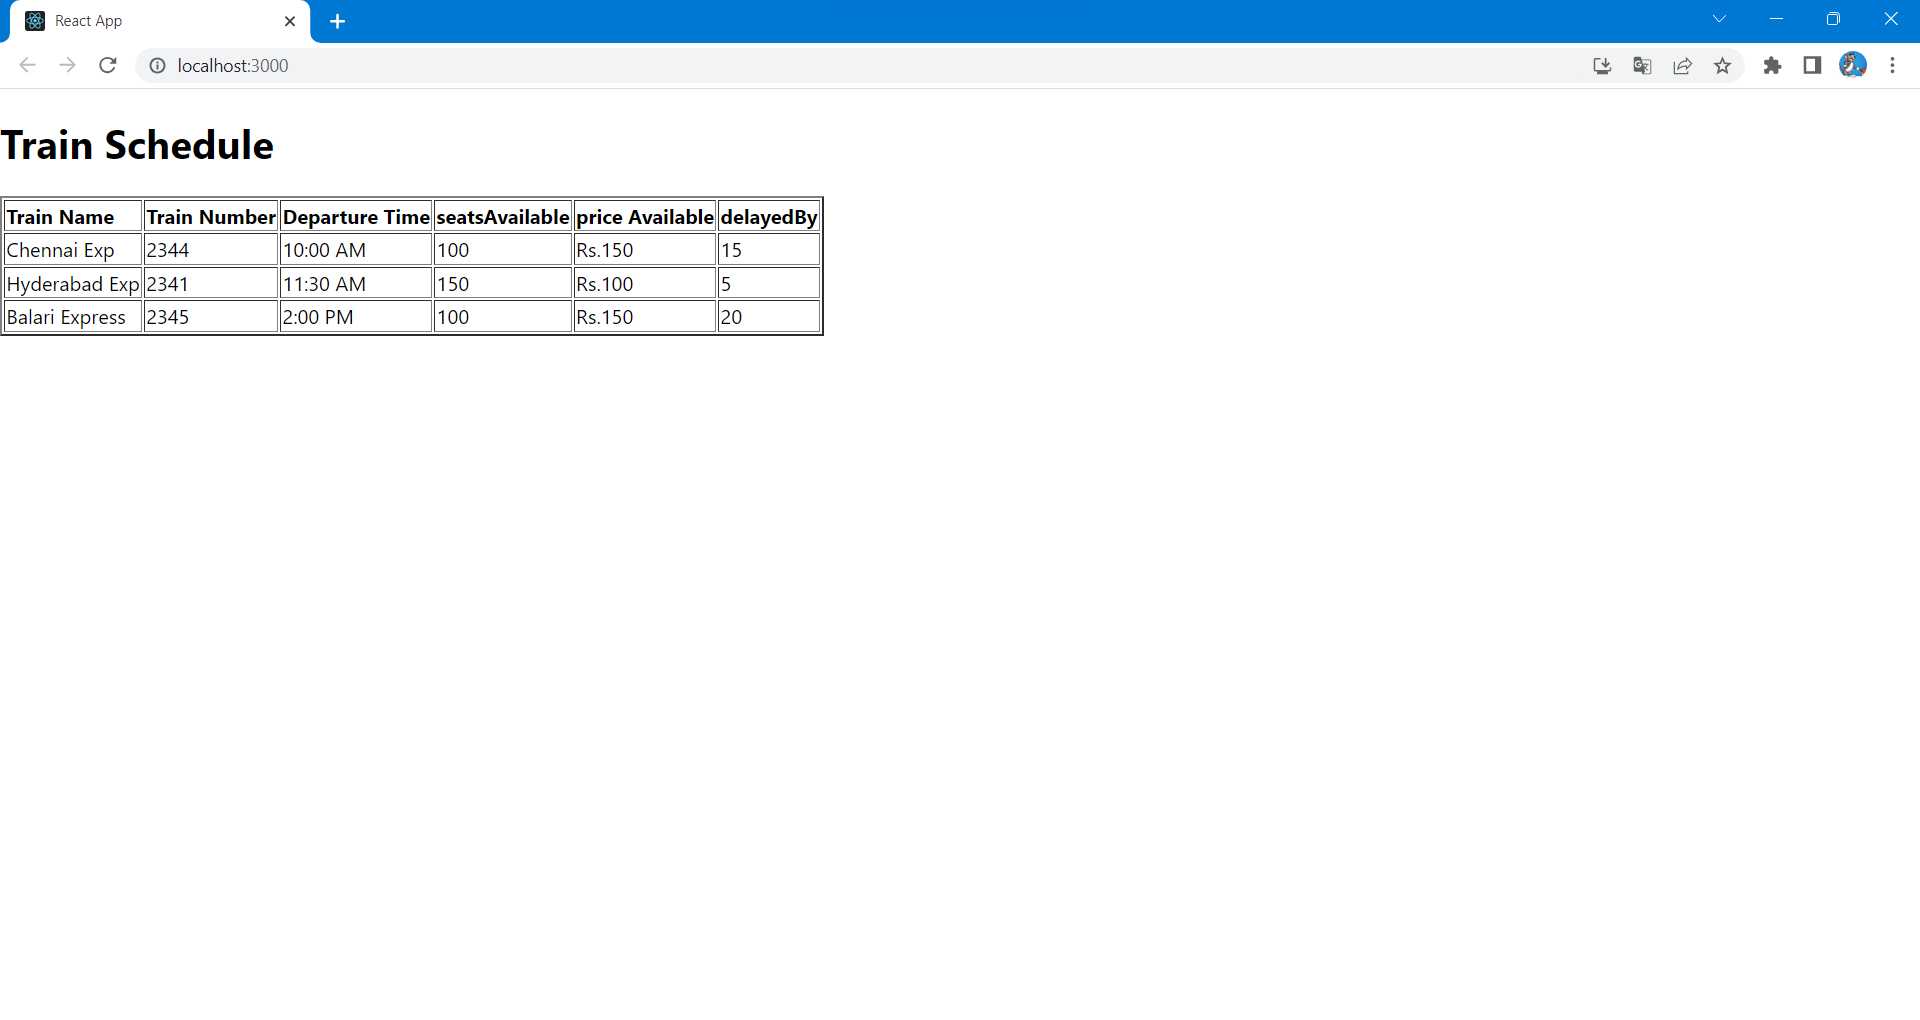 React App
localhost:3000
Train Schedule
Train Name Train Number Departure Time seatsAvailable price Available delayedBy
Chennai Exp 2344 10:00 AM 100 Rs.150 15
Hyderabad Exp 2341 11:30 AM 150 Rs.100 5
Balari Express 2345 2:00 PM 100 Rs.150 20